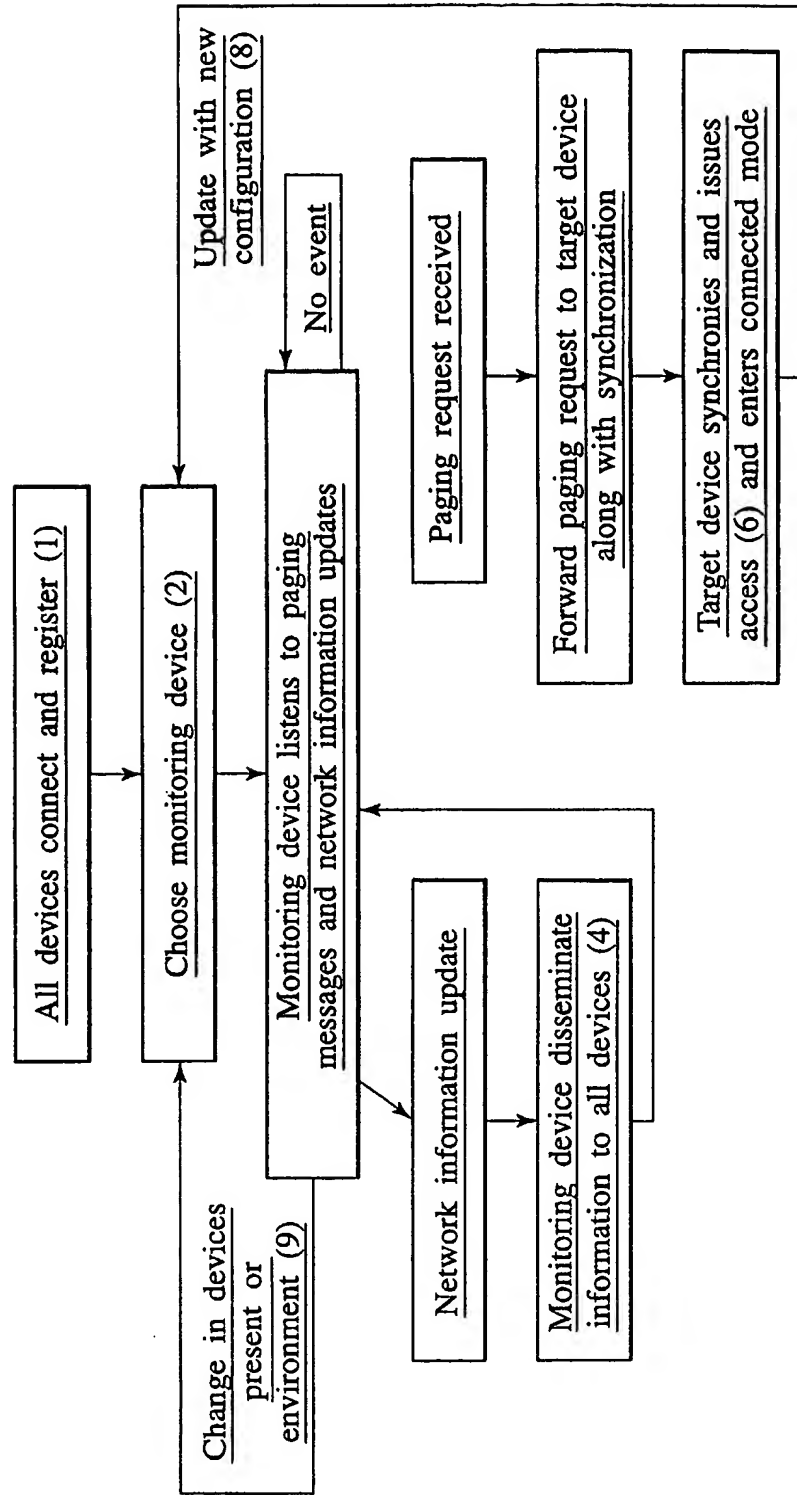 All devices connect and register (1)
Choose monitoring device (2)
Update with new
configuration (8)
Change in devices
present or
environment (9)
Monitoring device listens to paging
messages and network information updates
No event
Network information update
Monitoring device disseminate
information to all devices (4)
Paging request received
Forward paging request to target device
along with synchronization
Target device synchronies and issues
access (6) and enters connected mode